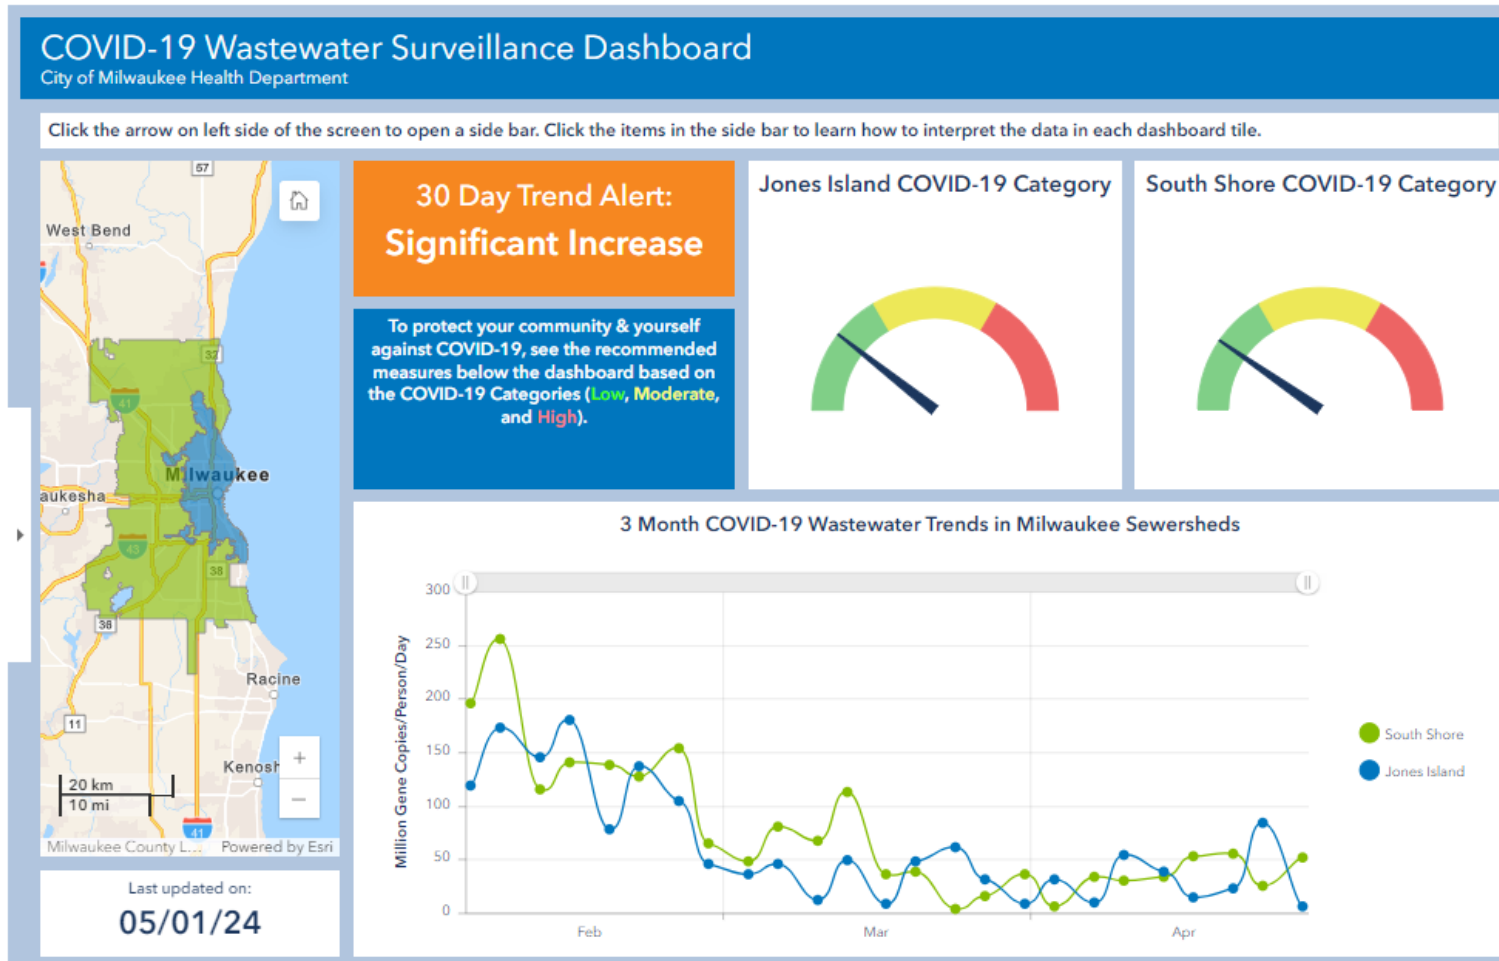 COVID-19 Wastewater Surveillance Dashboard
City of Milwaukee Health Department
Click the arrow on left side of the screen to open a side bar. Click the items in the side bar to learn how to interpret the data in each dashboard tile.
57
West Bend
32
41
Milwaukee
aukesha
43
38
36
Racine
11
Kenosh
+
−
20 km
10 mi
41
Milwaukee County L... Powered by Esri
Last updated on:
05/01/24
30 Day Trend Alert:
Significant Increase
To protect your community & yourself
against COVID-19, see the recommended
measures below the dashboard based on
the COVID-19 Categories (Low, Moderate,
and High).
Jones Island COVID-19 Category
South Shore COVID-19 Category
3 Month COVID-19 Wastewater Trends in Milwaukee Sewersheds
Million Gene Copies/Person/Day
300
250
200
150
100
50
0
Feb Mar Apr
South Shore
Jones Island